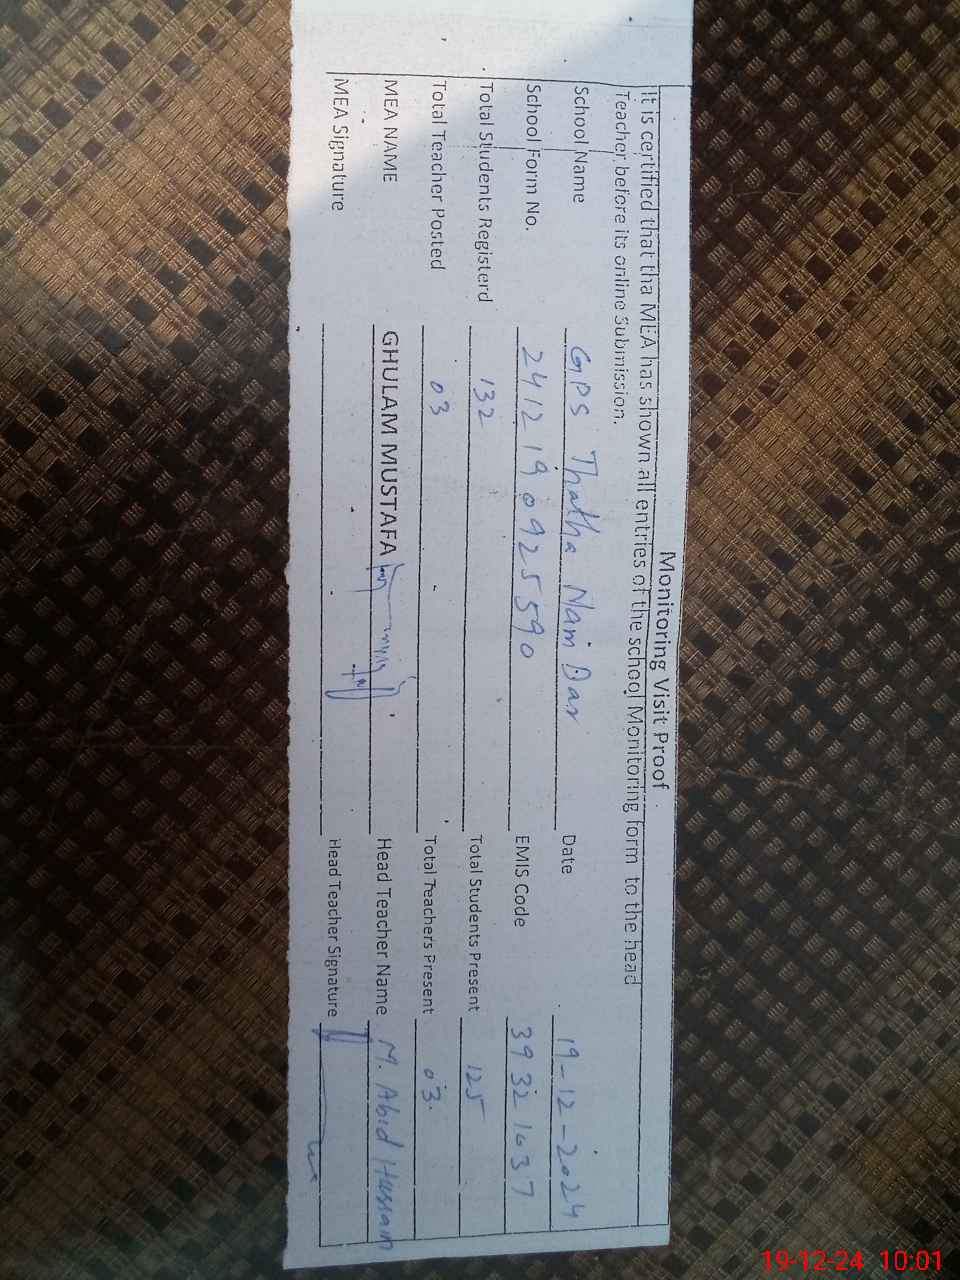 Monitoring Visit Proof
It is certified that tha MEA has shown all entries of the school Monitoring form to the head
Teacher before its online Submission.
School Name GPS Thatha Nam Dar Date 19-12-2024
School Form No. 2412190925590 EMIS Code 39321037
Total Students Registerd 132 Total Students Present 125
Total Teacher Posted 03 Total Teachers Present 03
MEA NAME GHULAM MUSTAFA Head Teacher Name M. Abid Hussain
MEA Signature Head Teacher Signature
19-12-24 10:01